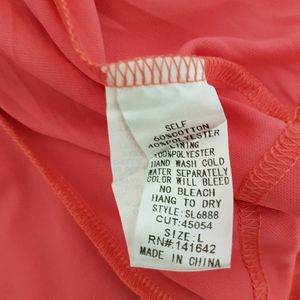 SELF
60%COTTON
40%POLYESTER
LINING
100%POLYESTER
HAND WASH COLD
WATER SEPARATELY
COLOR WILL BLEED
NO BLEACH
HANG TO DRY
STYLE:SL6888
CUT:45054
SIZE:L
RN#:141642
MADE IN CHINA